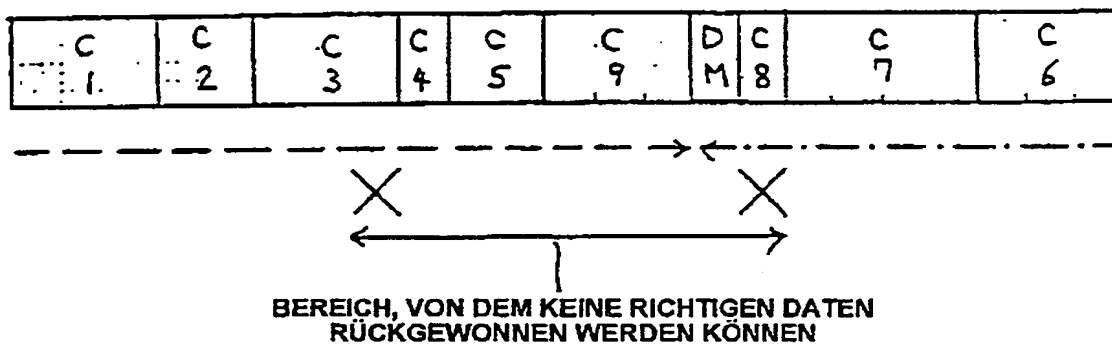 C C C C C C D C C C
1 2 3 4 5 9 M 8 7 6
BEREICH, VON DEM KEINE RICHTIGEN DATEN
RÜCKGEWONNEN WERDEN KÖNNEN